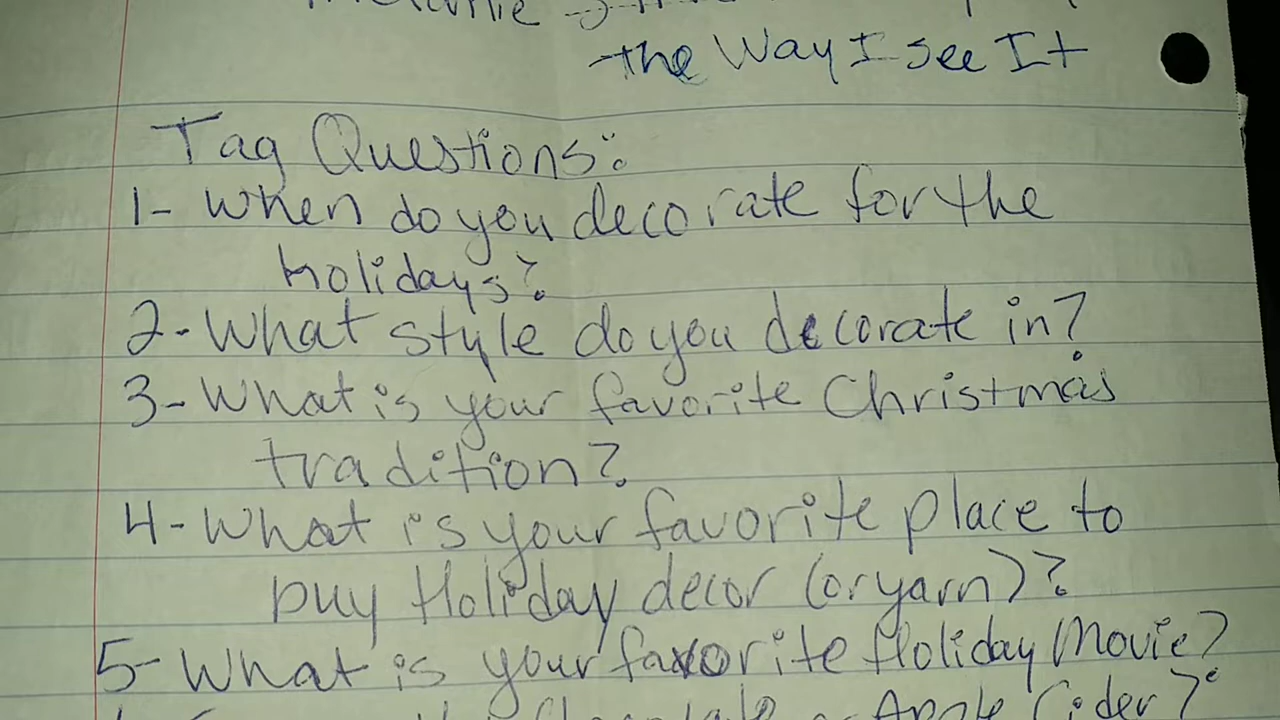 the Way I see It
Tag Questions:
1- When do you decorate for the
holidays?
2- What style do you decorate in?
3- What is your favorite Christmas
tradition?
4- What is your favorite place to
buy Holiday decor (or yarn)?
5- What is your favorite Holiday Movie?
or Apple Cider?